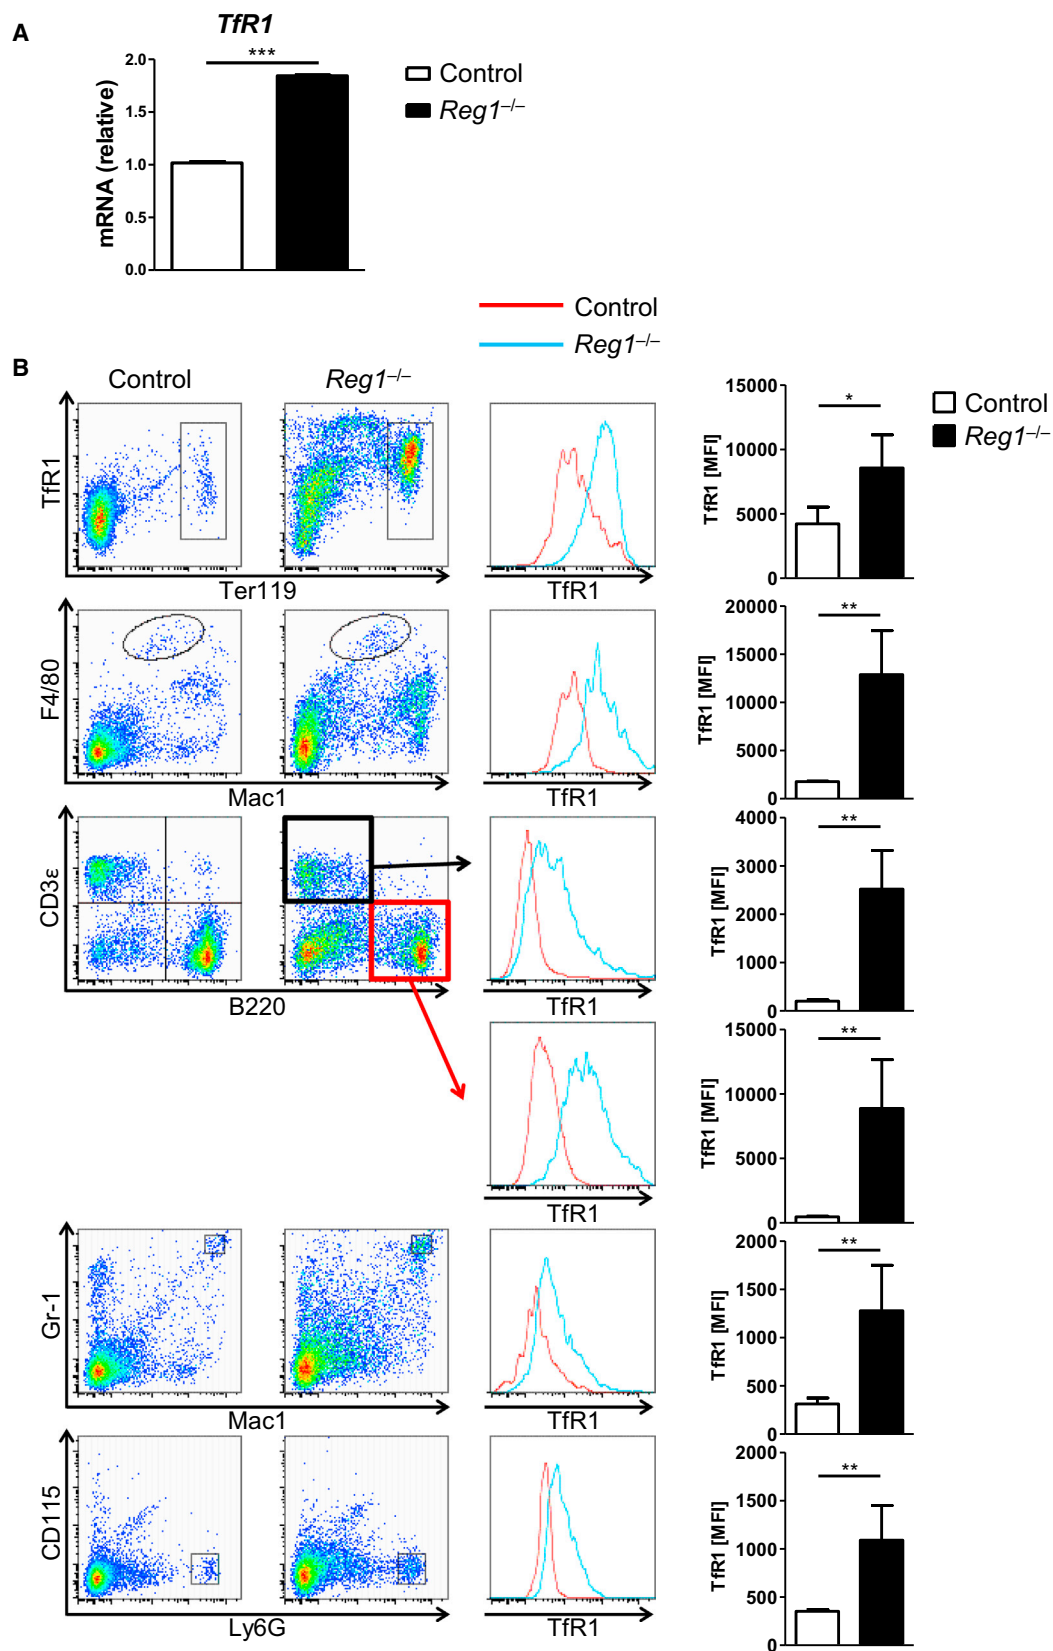 A
TfR1
***
mRNA (relative)
2.0
1.5
1.0
0.5
0.0
Control
Reg1–/–
Control
Reg1–/–
B
Control
Reg1–/–
TfR1
Ter119
TfR1
TfR1 [MFI]
15000
10000
5000
0
*
Control
Reg1–/–
F4/80
Mac1
TfR1
TfR1 [MFI]
20000
15000
10000
5000
0
**
CD3ε
B220
TfR1
TfR1 [MFI]
4000
3000
2000
1000
0
**
TfR1
TfR1 [MFI]
15000
10000
5000
0
**
Gr-1
Mac1
TfR1
TfR1 [MFI]
2000
1500
1000
500
0
**
CD115
Ly6G
TfR1
TfR1 [MFI]
2000
1500
1000
500
0
**